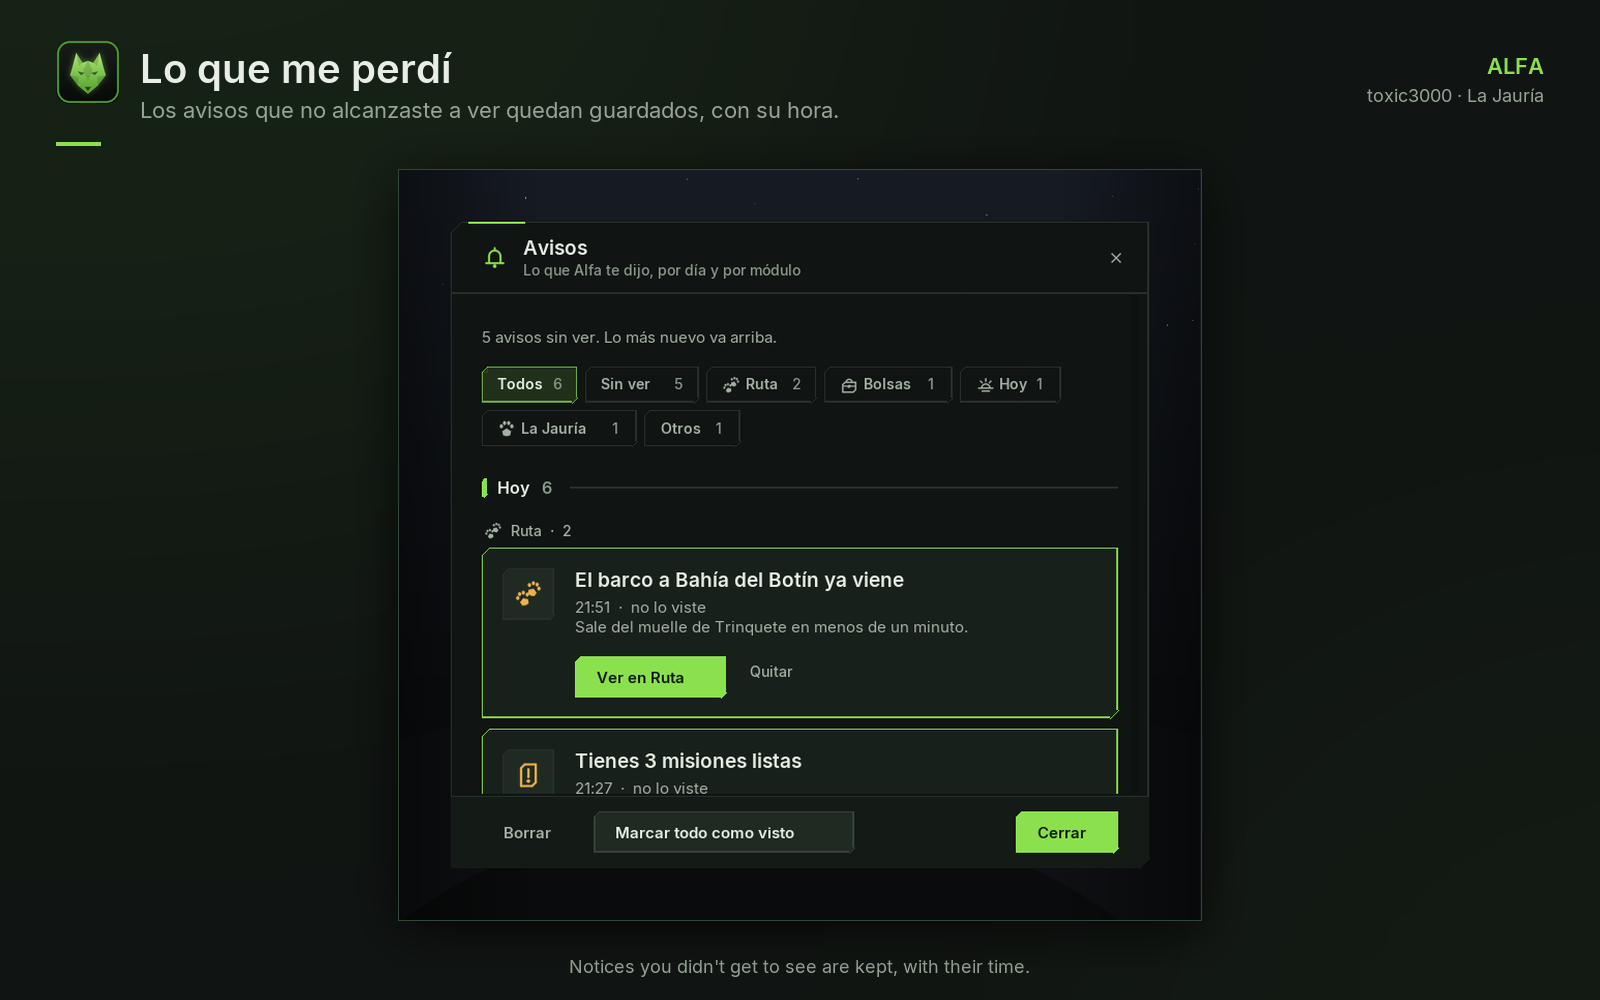 Lo que me perdí
Los avisos que no alcanzaste a ver quedan guardados, con su hora.
ALFA
toxic3000 · La Jauría
Avisos
Lo que Alfa te dijo, por día y por módulo
5 avisos sin ver. Lo más nuevo va arriba.
Todos 6
Sin ver 5
Ruta 2
Bolsas 1
Hoy 1
La Jauría 1
Otros 1
Hoy 6
Ruta · 2
El barco a Bahía del Botín ya viene
21:51 · no lo viste
Sale del muelle de Trinquete en menos de un minuto.
Ver en Ruta
Quitar
Tienes 3 misiones listas
21:27 · no lo viste
Borrar
Marcar todo como visto
Cerrar
Notices you didn't get to see are kept, with their time.